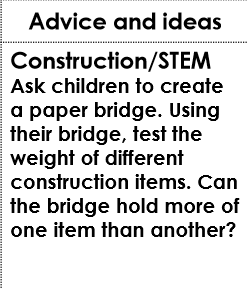 Advice and ideas
Construction/STEM
Ask children to create
a paper bridge. Using
their bridge, test the
weight of different
construction items. Can
the bridge hold more of
one item than another?